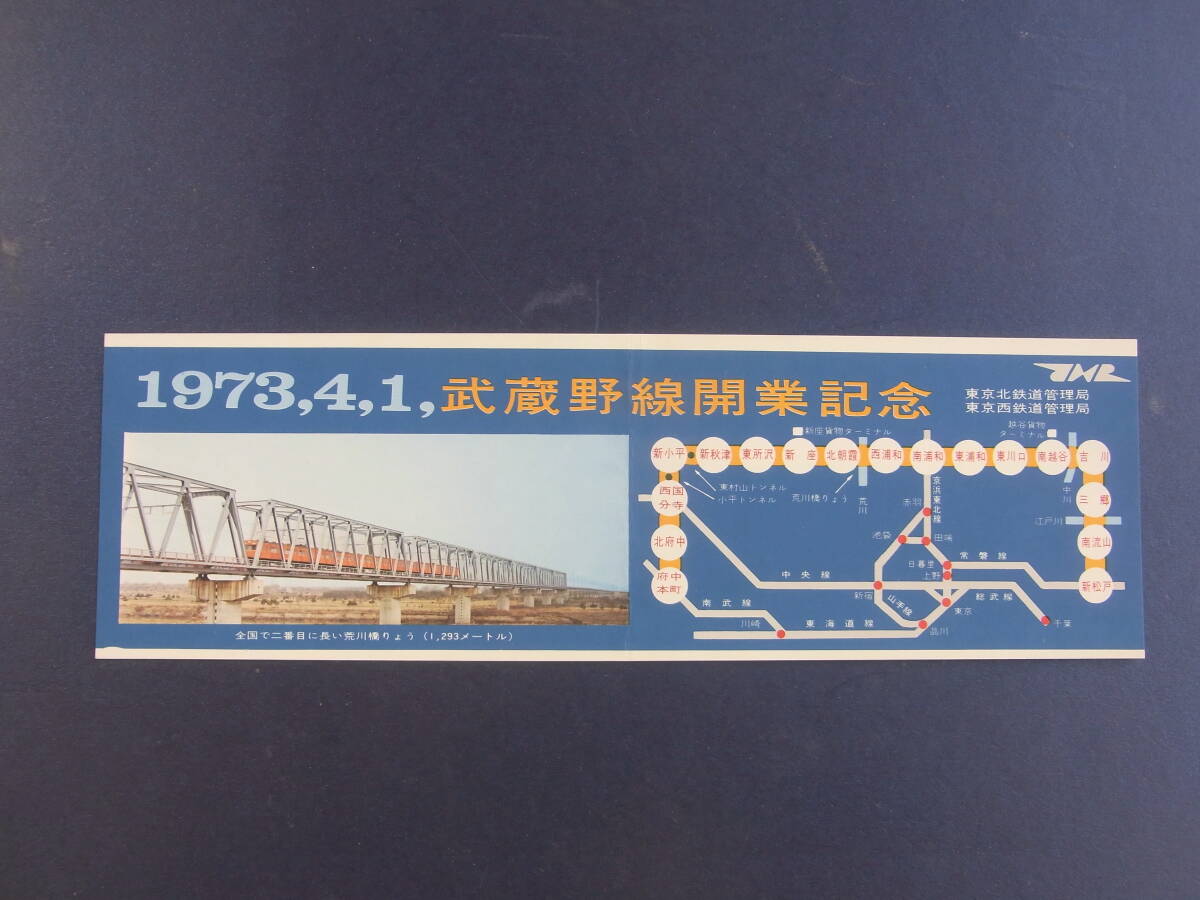 1973,4,1,武蔵野線開業記念
JNR
東京北鉄道管理局
東京西鉄道管理局
全国で二番目に長い荒川橋りょう(1,293メートル)
新座貨物ターミナル
越谷貨物
ターミナル
新小平
新秋津
東所沢
新座
北朝霞
西浦和
南浦和
東浦和
東川口
南越谷
吉川
東村山トンネル
小平トンネル
荒川橋りょう
荒川
京浜東北線
中川
西国
分寺
三郷
赤羽
江戸川
北府中
池袋
田端
南流山
日暮里
常磐線
上野
府中
本町
中央線
新松戸
新宿
山手線
総武線
東京
南武線
川崎
東海道線
品川
千葉